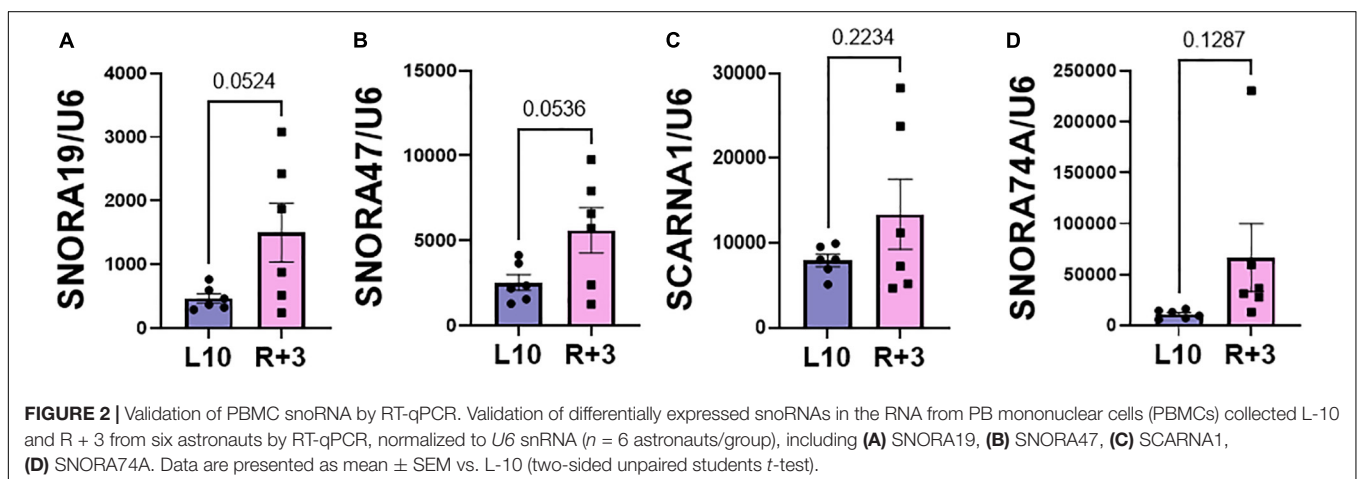 A
B
C
D
0.0524
0.0536
0.2234
0.1287
SNORA19/U6
4000
3000
2000
1000
0
L10 R+3
SNORA47/U6
15000
10000
5000
0
L10 R+3
SCARNA1/U6
30000
20000
10000
0
L10 R+3
SNORA74A/U6
250000
200000
150000
100000
50000
0
L10 R+3
FIGURE 2 | Validation of PBMC snoRNA by RT-qPCR. Validation of differentially expressed snoRNAs in the RNA from PB mononuclear cells (PBMCs) collected L-10
and R + 3 from six astronauts by RT-qPCR, normalized to U6 snRNA (n = 6 astronauts/group), including (A) SNORA19, (B) SNORA47, (C) SCARNA1,
(D) SNORA74A. Data are presented as mean ± SEM vs. L-10 (two-sided unpaired students t-test).